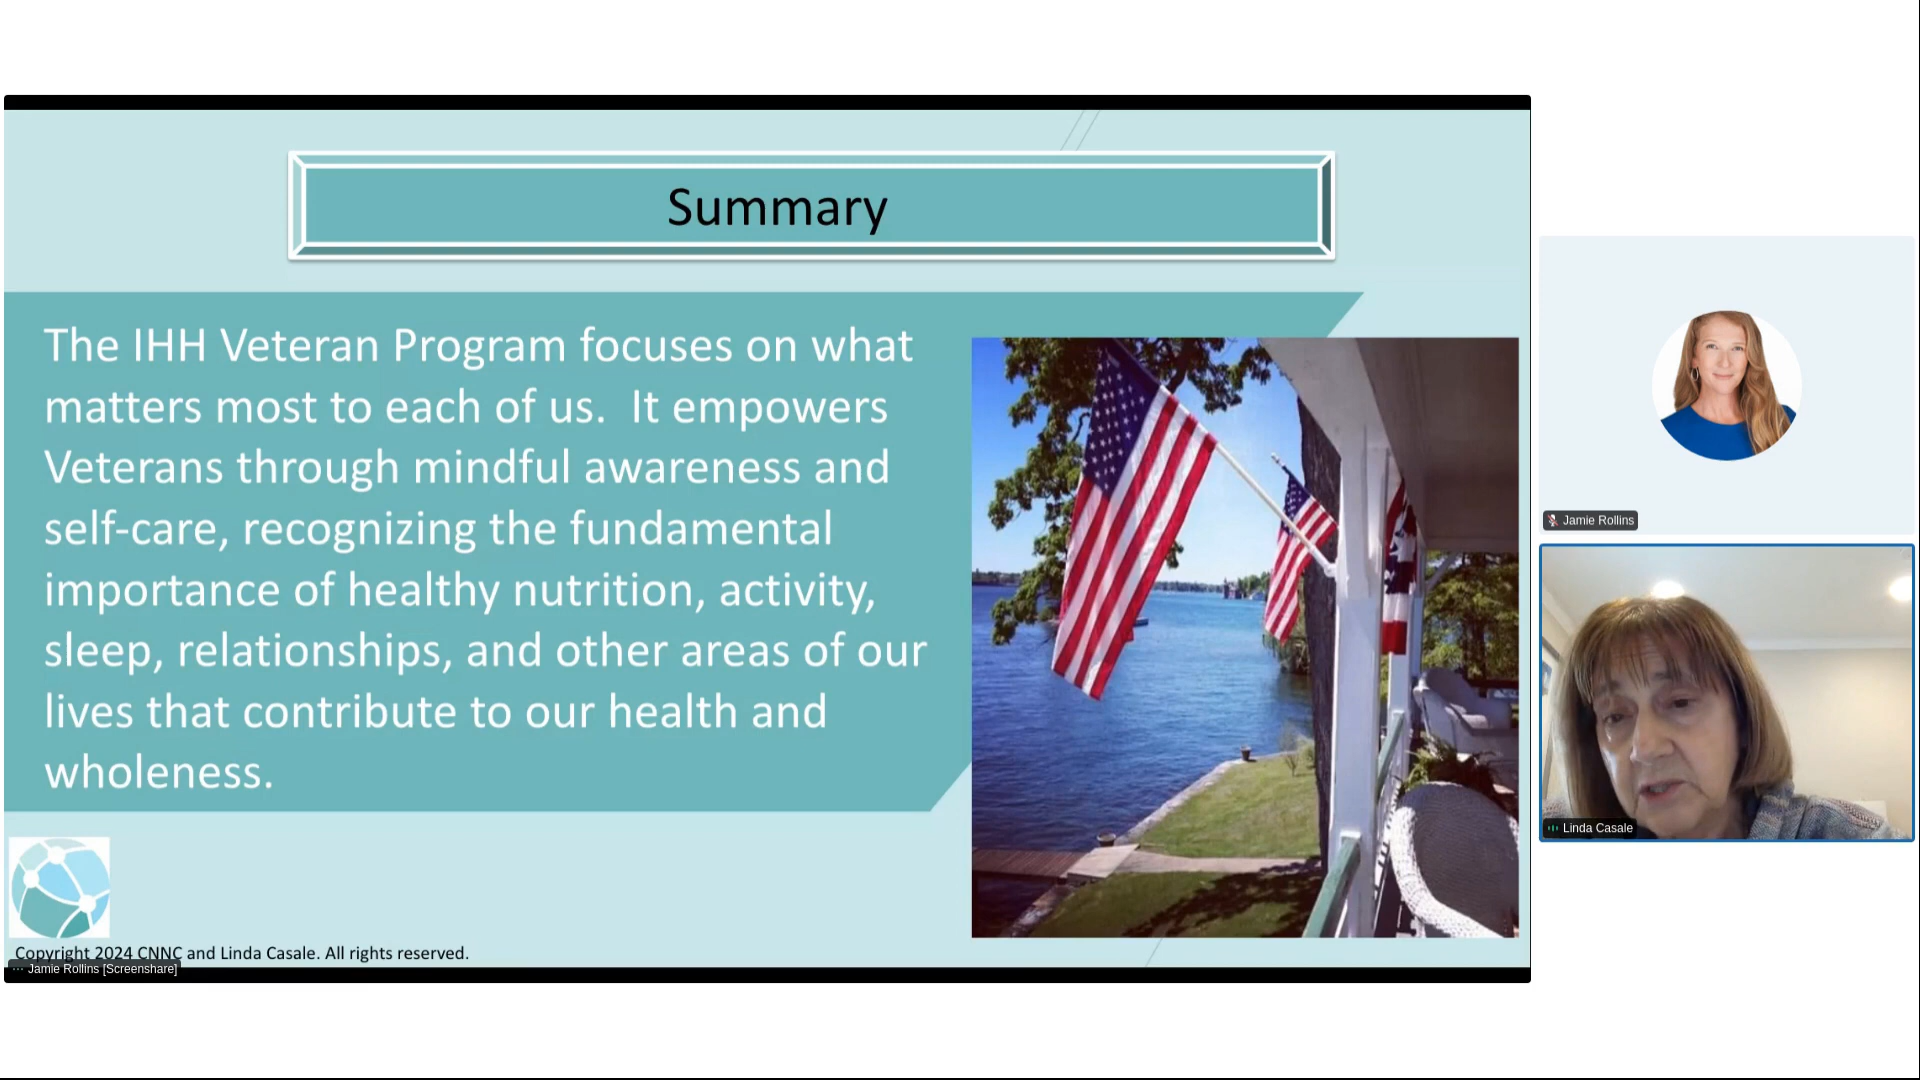 Summary
The IHH Veteran Program focuses on what
matters most to each of us.  It empowers
Veterans through mindful awareness and
self-care, recognizing the fundamental
importance of healthy nutrition, activity,
sleep, relationships, and other areas of our
lives that contribute to our health and
wholeness.
Copyright 2024 CNNC and Linda Casale. All rights reserved.
Jamie Rollins [Screenshare]
Jamie Rollins
Linda Casale